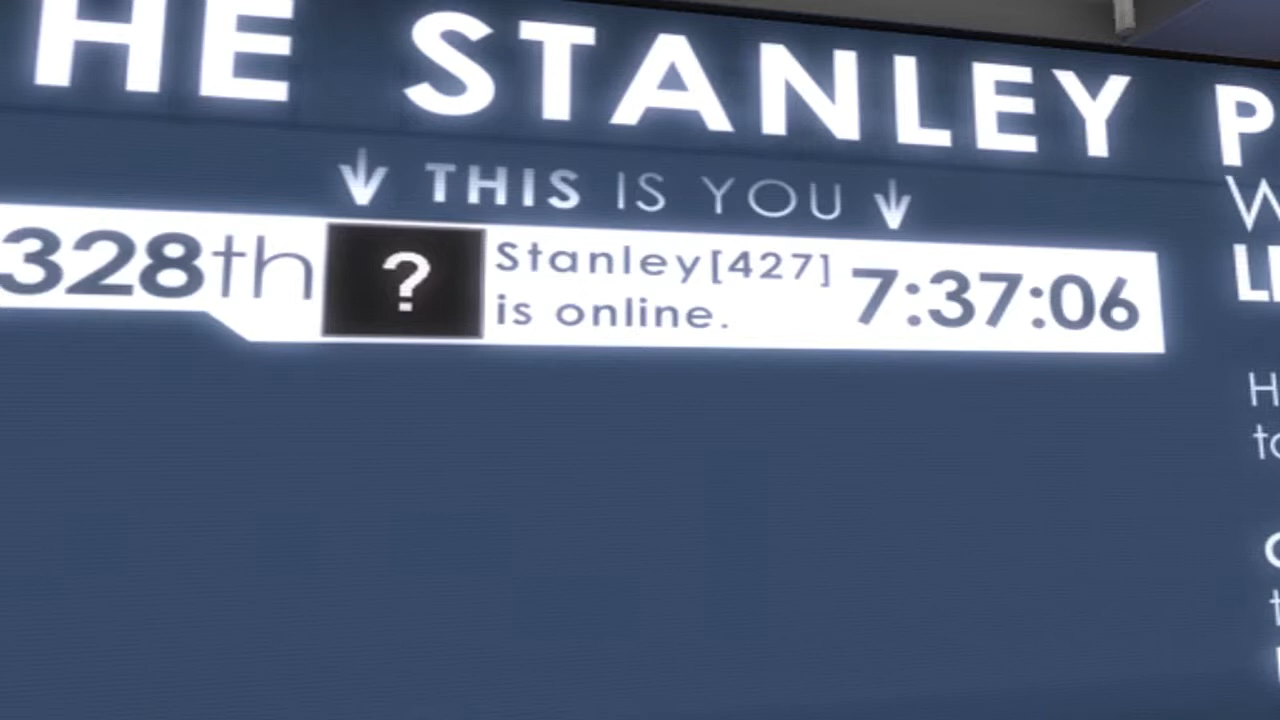 HE STANLEY P
THIS IS YOU
328th
?
Stanley[427]
is online.
7:37:06